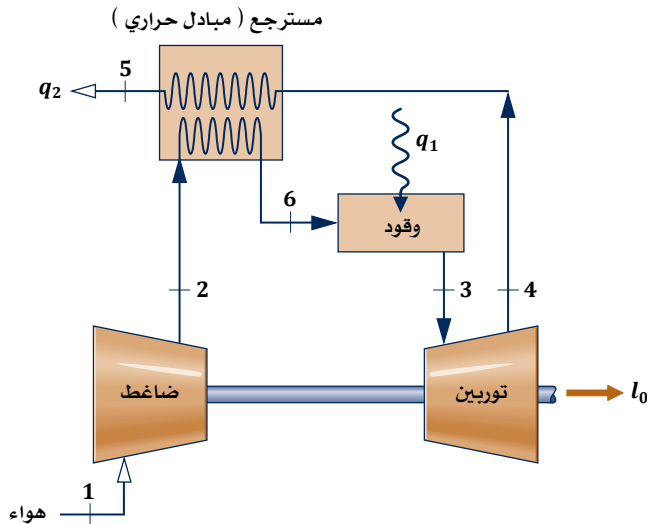 مسترجع ( مبادل حراري )
5
q₂
q₁
6
وقود
2
3
4
ضاغط
توربين
l₀
1
هواء